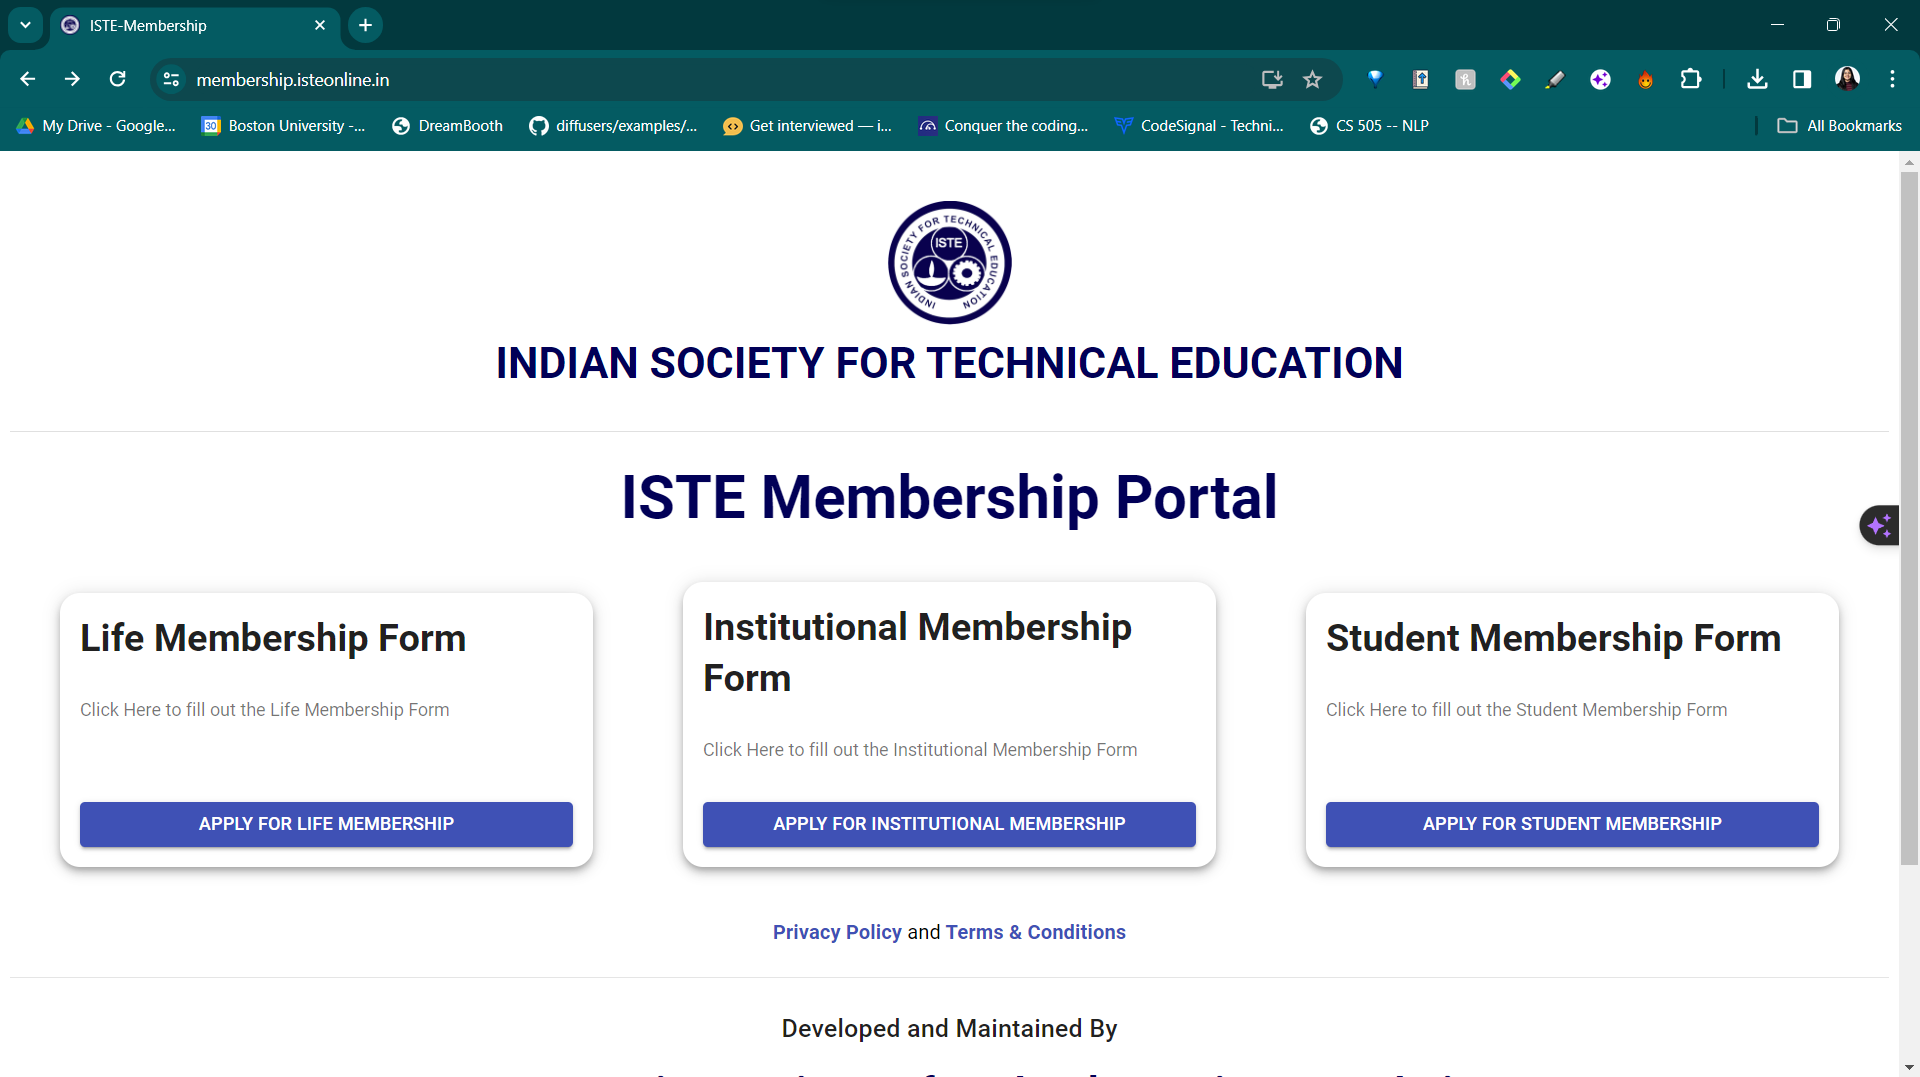 ISTE-Membership
membership.isteonline.in
My Drive - Google...
Boston University -...
DreamBooth
diffusers/examples/...
Get interviewed — i...
Conquer the coding...
CodeSignal - Techni...
CS 505 -- NLP
All Bookmarks
INDIAN SOCIETY FOR TECHNICAL EDUCATION
ISTE
INDIAN SOCIETY FOR TECHNICAL EDUCATION
ISTE Membership Portal
Life Membership Form
Click Here to fill out the Life Membership Form
APPLY FOR LIFE MEMBERSHIP
Institutional Membership
Form
Click Here to fill out the Institutional Membership Form
APPLY FOR INSTITUTIONAL MEMBERSHIP
Student Membership Form
Click Here to fill out the Student Membership Form
APPLY FOR STUDENT MEMBERSHIP
Privacy Policy and Terms & Conditions
Developed and Maintained By